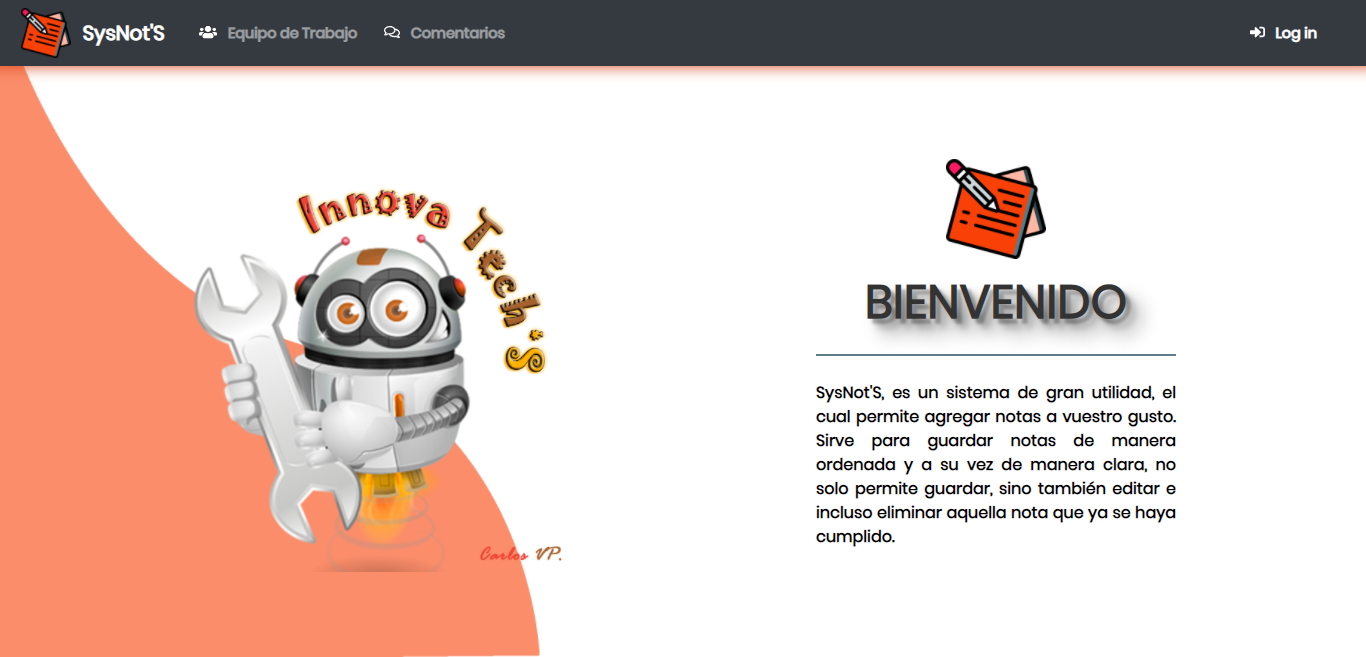 SysNot'S Equipo de Trabajo Comentarios Log in
Innova Tech's
Carlos VP.
BIENVENIDO
SysNot'S, es un sistema de gran utilidad, el
cual permite agregar notas a vuestro gusto.
Sirve para guardar notas de manera
ordenada y a su vez de manera clara, no
solo permite guardar, sino también editar e
incluso eliminar aquella nota que ya se haya
cumplido.